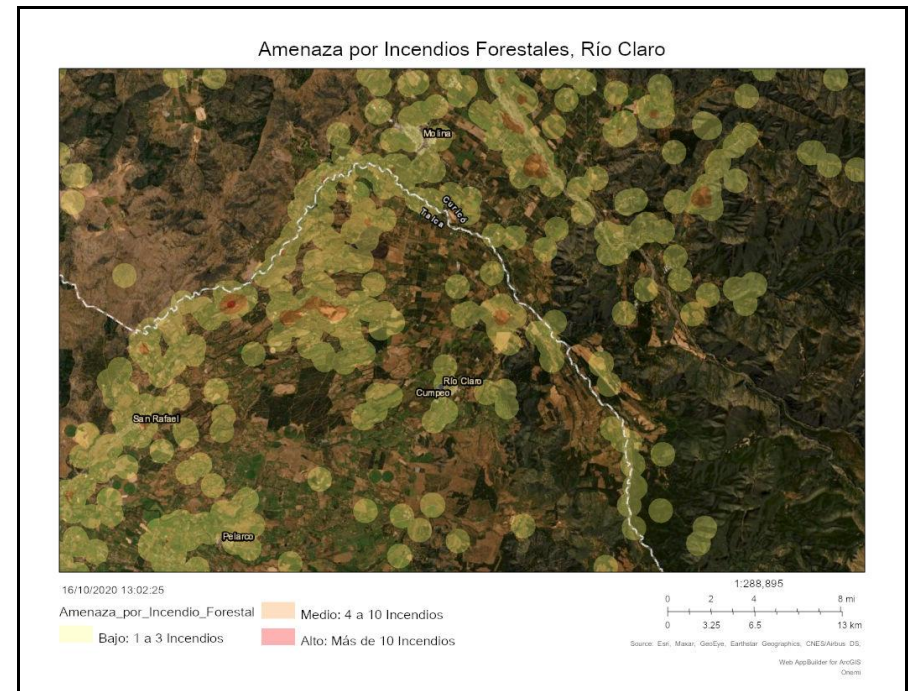 Amenaza por Incendios Forestales, Río Claro
Molina
Curicó
Talca
Río Claro
Cumpeo
San Rafael
Pelarco
16/10/2020 13:02:25
Amenaza_por_Incendio_Forestal
Bajo: 1 a 3 Incendios
Medio: 4 a 10 Incendios
Alto: Más de 10 Incendios
1:288,895
0 2 4 8 mi
0 3.25 6.5 13 km
Source: Esri, Maxar, GeoEye, Earthstar Geographics, CNES/Airbus DS,
Web AppBuilder for ArcGIS
Onemi